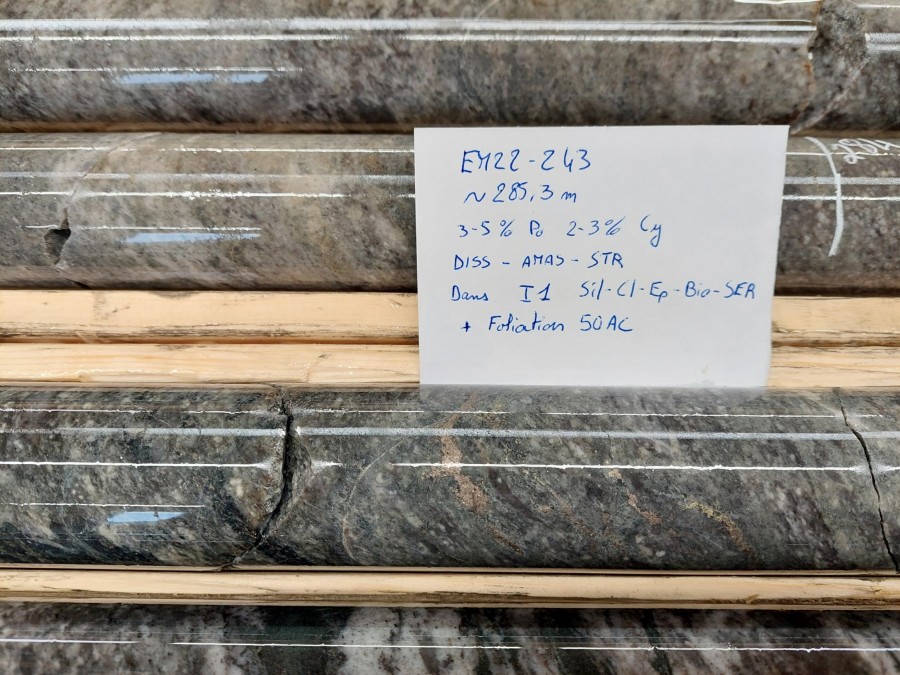 EM22-243
~ 285,3 m
3-5% Po 2-3% Cy
DISS - AMAS - STR
Dans I1 Sil-Cl-Ep-Bio-SER
+ Foliation 50AC